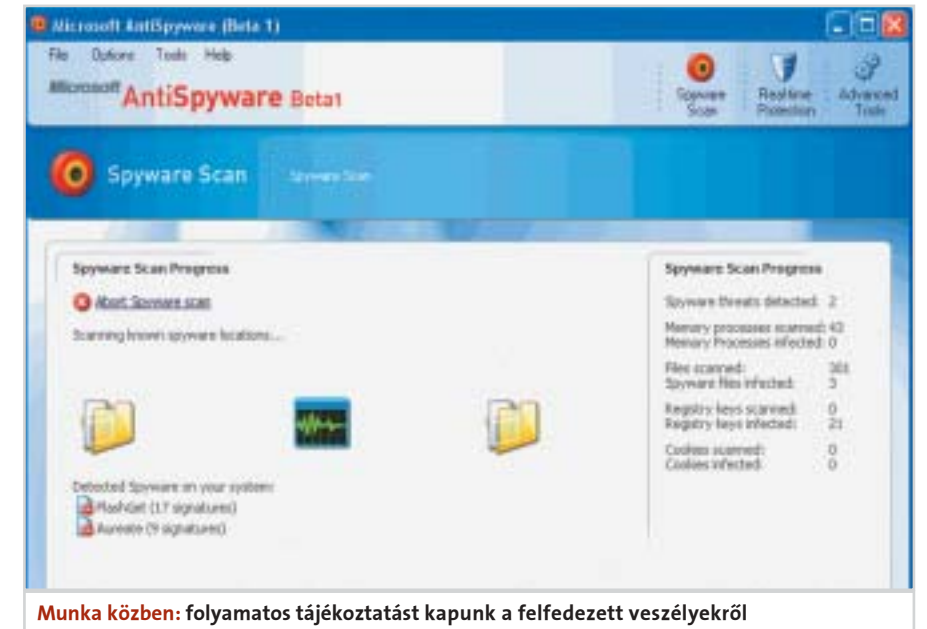 Microsoft AntiSpyware (Beta 1)
File Options Tools Help
Microsoft AntiSpyware Beta1
Spyware Scan
Realtime Protection
Advanced Tools
Spyware Scan Spyware Scan
Spyware Scan Progress
Abort Spyware scan
Scanning known spyware locations...
Detected Spyware on your system:
FlashGet (17 signatures)
Aureate (9 signatures)
Spyware Scan Progress
Spyware threats detected: 2
Memory processes scanned: 43
Memory Processes infected: 0
Files scanned: 381
Spyware files infected: 3
Registry keys scanned: 0
Registry keys infected: 21
Cookies scanned: 0
Cookies infected: 0
Munka közben: folyamatos tájékoztatást kapunk a felfedezett veszélyekről